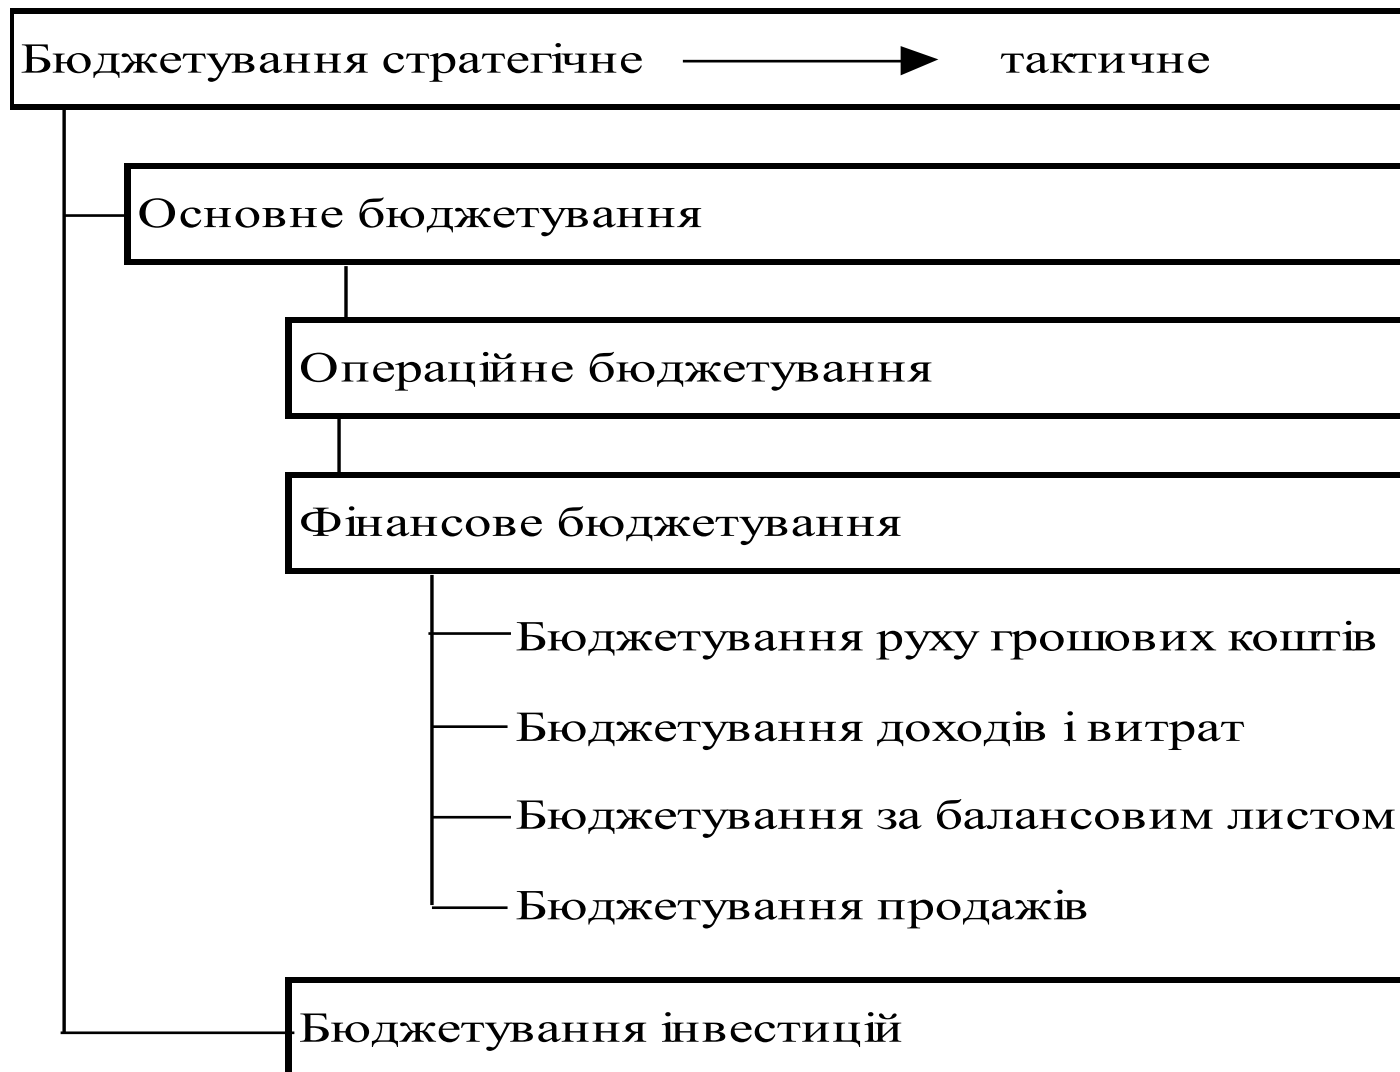 Бюджетування стратегічне тактичне
Основне бюджетування
Операційне бюджетування
Фінансове бюджетування
Бюджетування руху грошових коштів
Бюджетування доходів і витрат
Бюджетування за балансовим листом
Бюджетування продажів
Бюджетування інвестицій